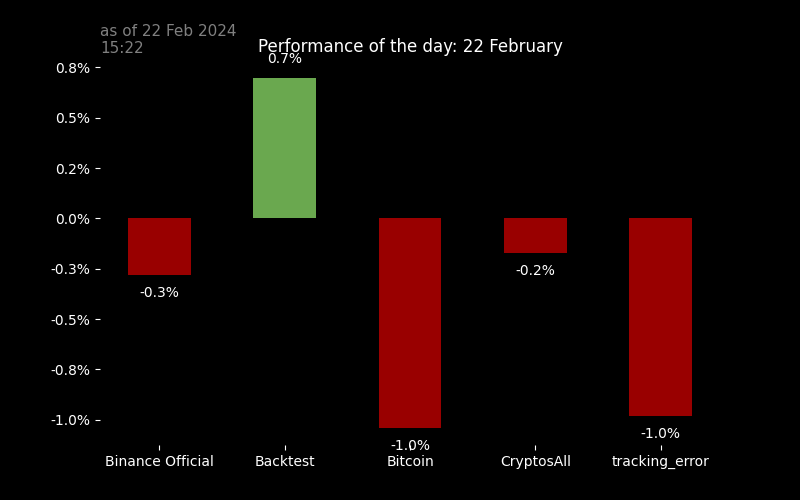 as of 22 Feb 2024
15:22
Performance of the day: 22 February
0.8%
0.5%
0.2%
0.0%
-0.3%
-0.5%
-0.8%
-1.0%
-0.3%
0.7%
-1.0%
-0.2%
-1.0%
Binance Official
Backtest
Bitcoin
CryptosAll
tracking_error